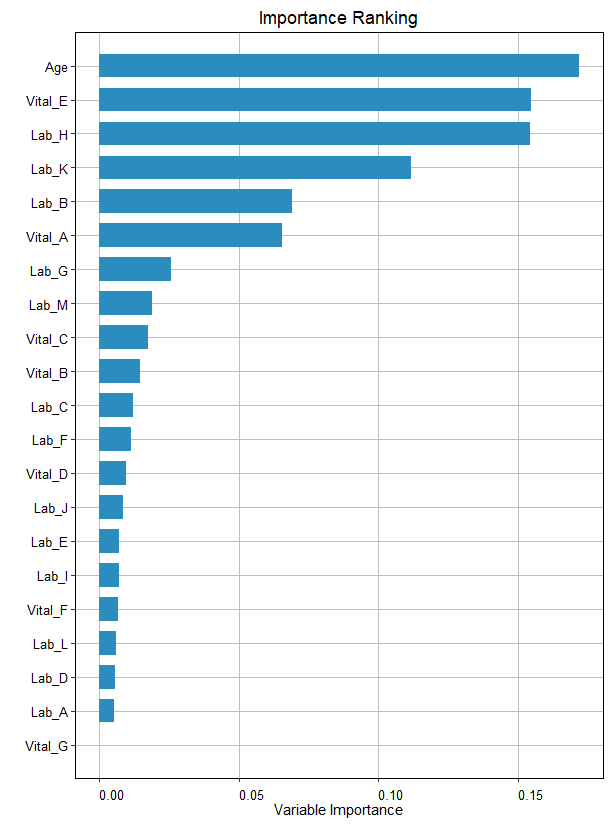 Importance Ranking
Age
Vital_E
Lab_H
Lab_K
Lab_B
Vital_A
Lab_G
Lab_M
Vital_C
Vital_B
Lab_C
Lab_F
Vital_D
Lab_J
Lab_E
Lab_I
Vital_F
Lab_L
Lab_D
Lab_A
Vital_G
0.00 0.05 0.10 0.15
Variable Importance